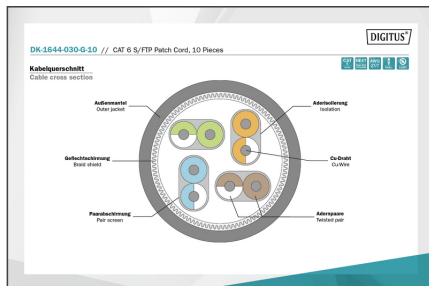 DIGITUS®
DK-1644-030-G-10 // CAT 6 S/FTP Patch Cord, 10 Pieces
Kabelquerschnitt
Cable cross section
Außenmantel
Outer jacket
Aderisolierung
Isolation
Geflechtschirmung
Braid shield
Cu-Draht
Cu Wire
Paarabschirmung
Pair screen
Adernpaare
Twisted pair